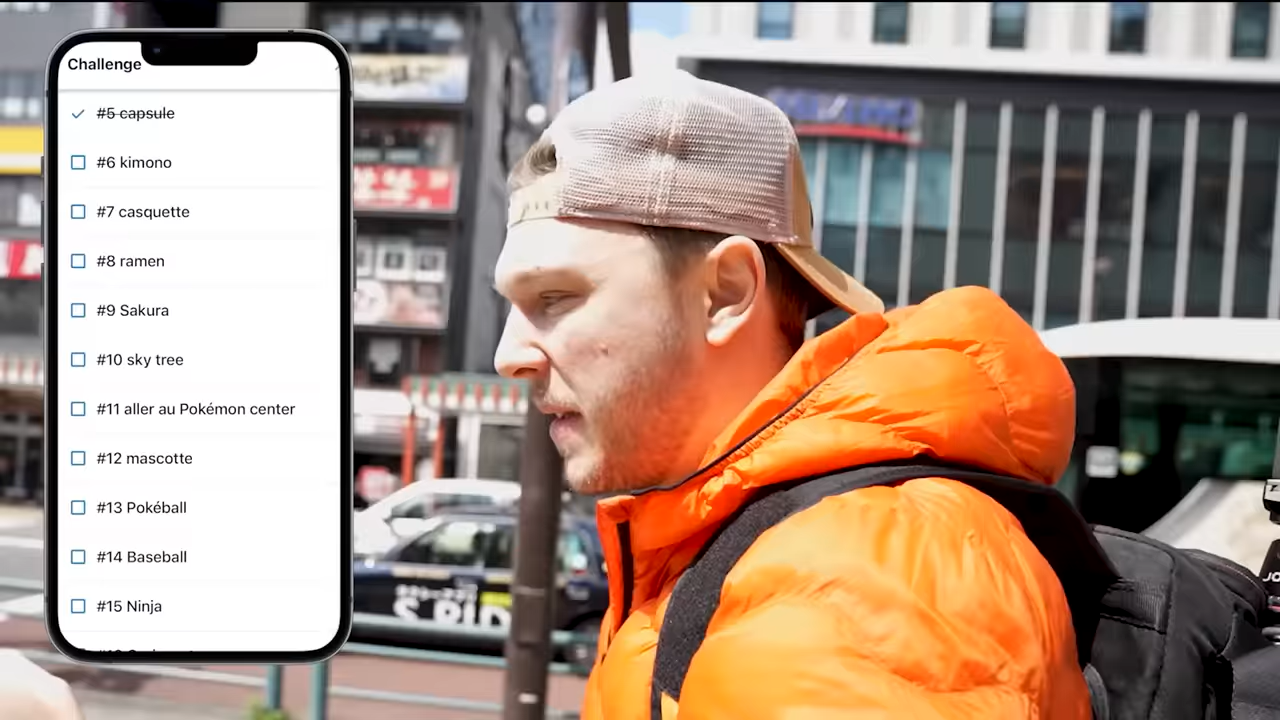 Challenge
#5 capsule
#6 kimono
#7 casquette
#8 ramen
#9 Sakura
#10 sky tree
#11 aller au Pokémon center
#12 mascotte
#13 Pokéball
#14 Baseball
#15 Ninja
S.RIDE